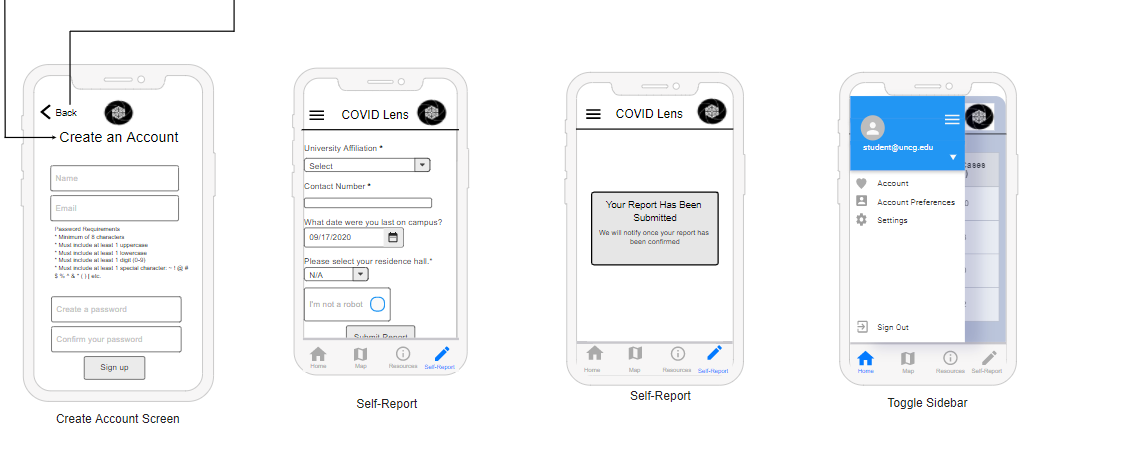 Back
Create an Account
Name
Email
Password Requirements
* Minimum of 8 characters
* Must include at least 1 uppercase
* Must include at least 1 lowercase
* Must include at least 1 digit (0-9)
* Must include at least 1 special character: ~ ! @ #
$ % ^ & * ( ) { etc.
Create a password
Confirm your password
Sign up
Create Account Screen
COVID Lens
University Affiliation *
Select
Contact Number *
What date were you last on campus?
09/17/2020
Please select your residence hall.*
N/A
I'm not a robot
Submit Report
Home
Map
Resources
Self-Report
Self-Report
COVID Lens
Your Report Has Been
Submitted
We will notify once your report has
been confirmed
Home
Map
Resources
Self-Report
Self-Report
student@uncg.edu
Account
Account Preferences
Settings
Sign Out
Home
Map
Resources
Self-Report
Toggle Sidebar